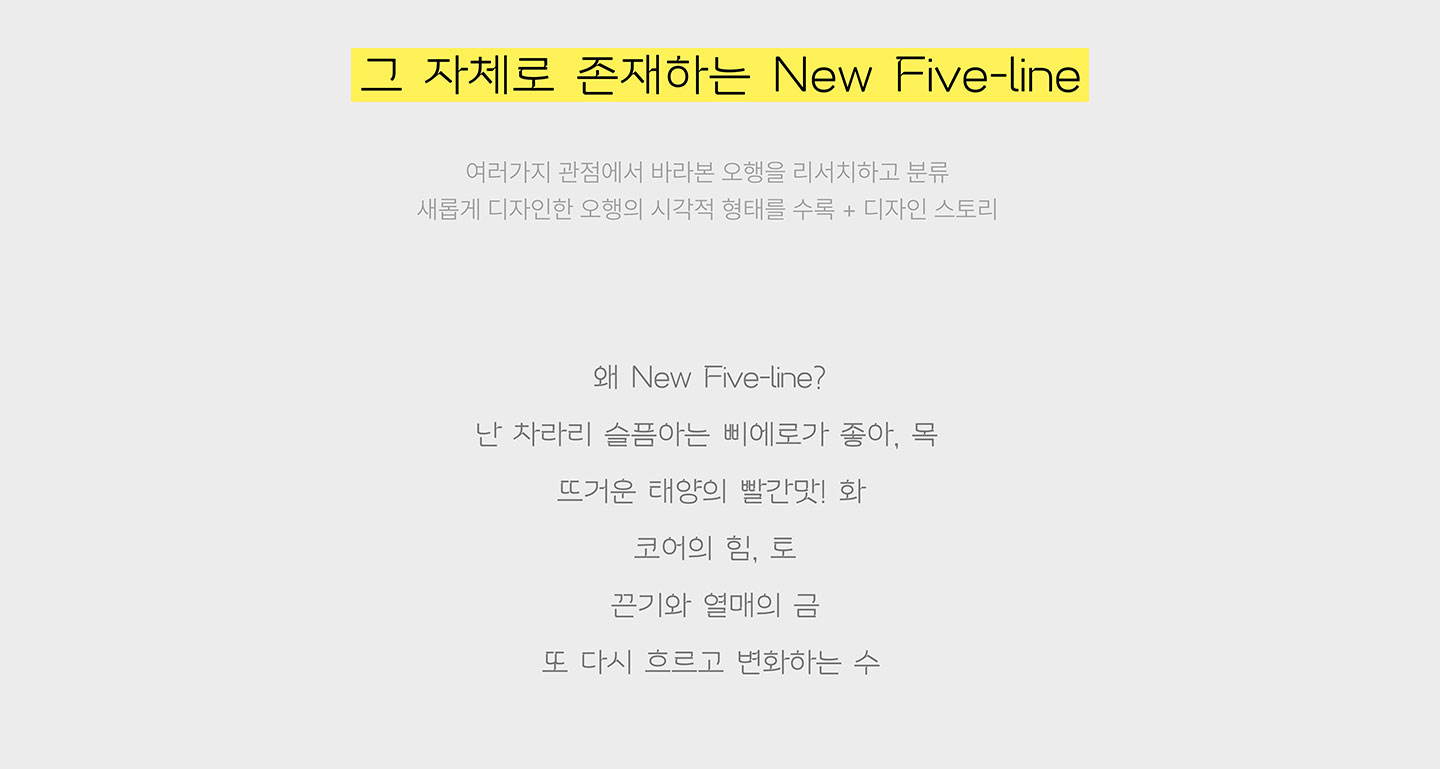 그 자체로 존재하는 New Five-line
여러가지 관점에서 바라본 오행을 리서치하고 분류
새롭게 디자인한 오행의 시각적 형태를 수록 + 디자인 스토리
왜 New Five-line?
난 차라리 슬픔아는 삐에로가 좋아, 목
뜨거운 태양의 빨간맛! 화
코어의 힘, 토
끈기와 열매의 금
또 다시 흐르고 변화하는 수